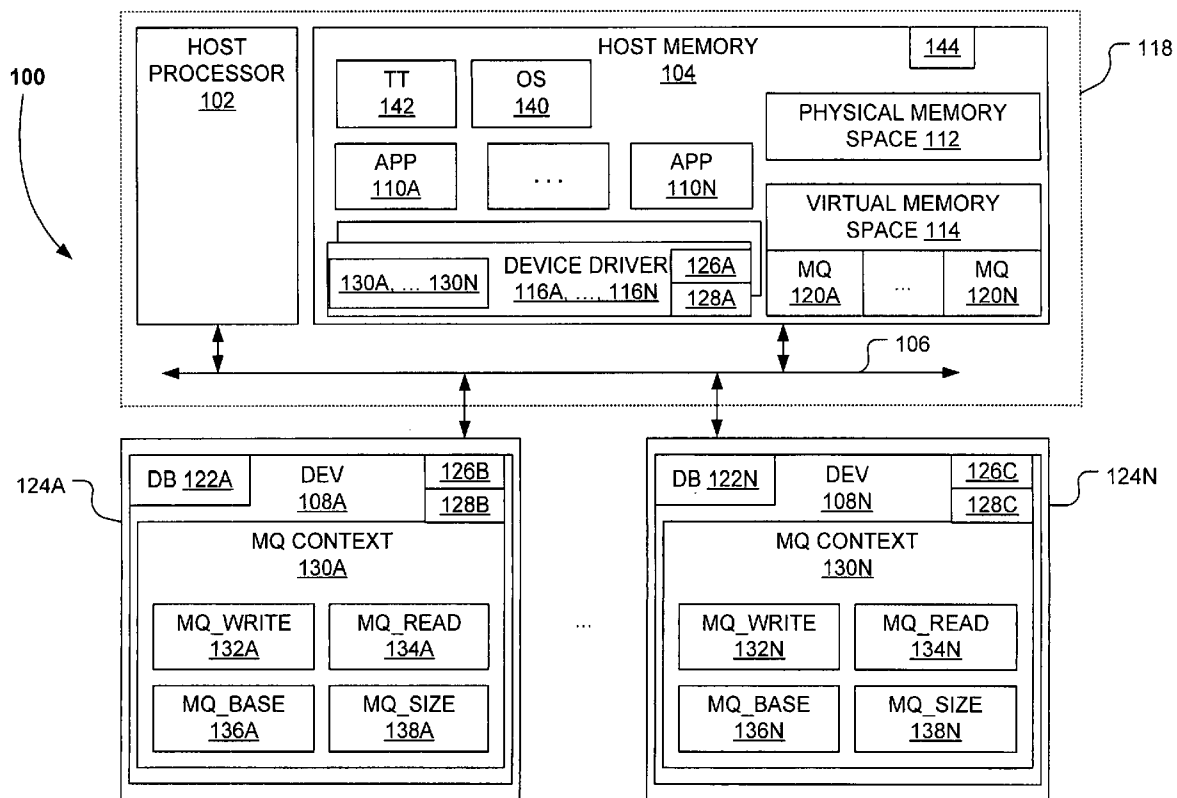 100
HOST
PROCESSOR
102
HOST MEMORY
104
144
118
TT
142
OS
140
PHYSICAL MEMORY
SPACE 112
APP
110A
...
APP
110N
VIRTUAL MEMORY
SPACE 114
130A, ... 130N
DEVICE DRIVER
116A, ..., 116N
126A
128A
MQ
120A
...
MQ
120N
106
124A
DB 122A
DEV
108A
126B
128B
MQ CONTEXT
130A
MQ_WRITE
132A
MQ_READ
134A
MQ_BASE
136A
MQ_SIZE
138A
...
DB 122N
DEV
108N
126C
128C
124N
MQ CONTEXT
130N
MQ_WRITE
132N
MQ_READ
134N
MQ_BASE
136N
MQ_SIZE
138N